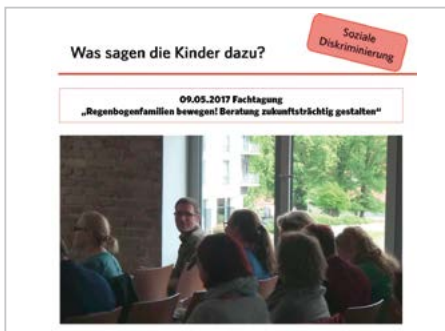 Soziale
Diskriminierung
Was sagen die Kinder dazu?
09.05.2017 Fachtagung
„Regenbogenfamilien bewegen! Beratung zukunftsträchtig gestalten“